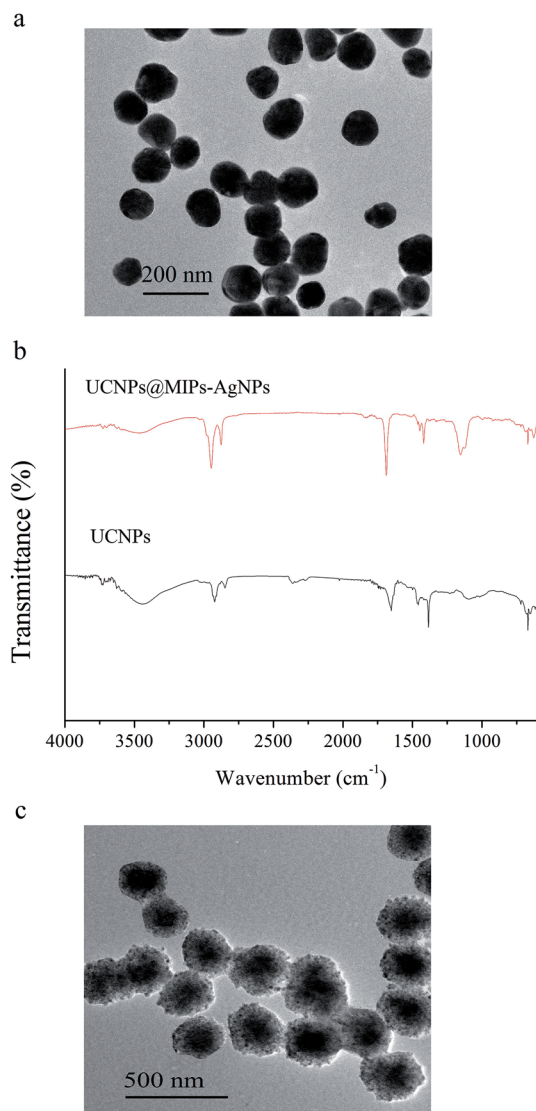 a
200 nm
b
UCNPs@MIPs-AgNPs
UCNPs
Transmittance (%)
4000 3500 3000 2500 2000 1500 1000
Wavenumber (cm⁻¹)
c
500 nm